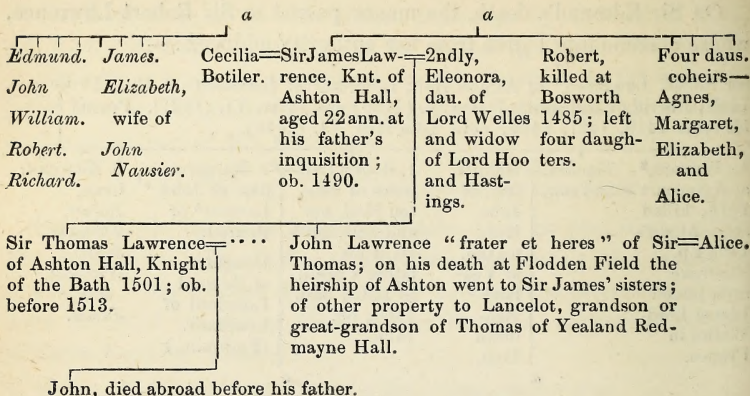 a a
Edmund. James. Cecilia=Sir James Law-=2ndly, Robert, Four daus.
John Elizabeth, Botiler. rence, Knt. of Eleonora, killed at coheirs—
William. wife of Ashton Hall, dau. of Bosworth Agnes,
Robert. John aged 22 ann. at Lord Welles 1485; left Margaret,
Richard. Nausier. his father's and widow four daugh- Elizabeth,
inquisition; of Lord Hoo ters. and
ob. 1490. and Hast- Alice.
ings.
Sir Thomas Lawrence=···· John Lawrence "frater et heres" of Sir=Alice.
of Ashton Hall, Knight Thomas; on his death at Flodden Field the
of the Bath 1501; ob. heirship of Ashton went to Sir James' sisters;
before 1513. of other property to Lancelot, grandson or
great-grandson of Thomas of Yealand Red-
mayne Hall.
John, died abroad before his father.